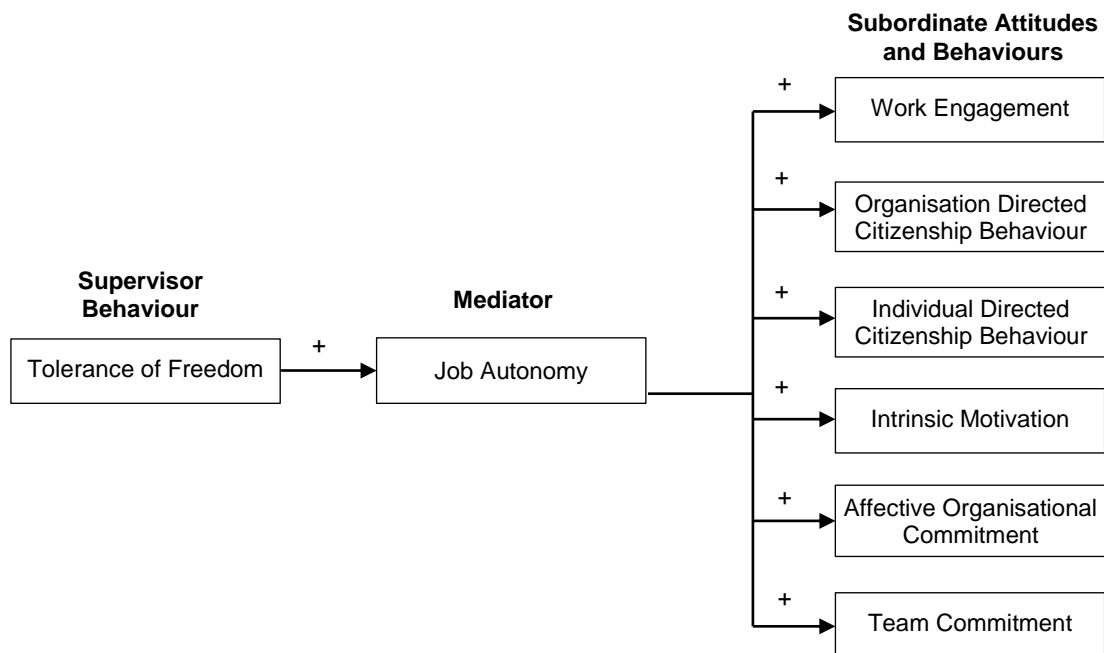 Subordinate Attitudes
and Behaviours
+
Work Engagement
+
Organisation Directed
Citizenship Behaviour
Supervisor
Behaviour
Mediator
+
Individual Directed
Citizenship Behaviour
Tolerance of Freedom
+
Job Autonomy
+
Intrinsic Motivation
+
Affective Organisational
Commitment
+
Team Commitment